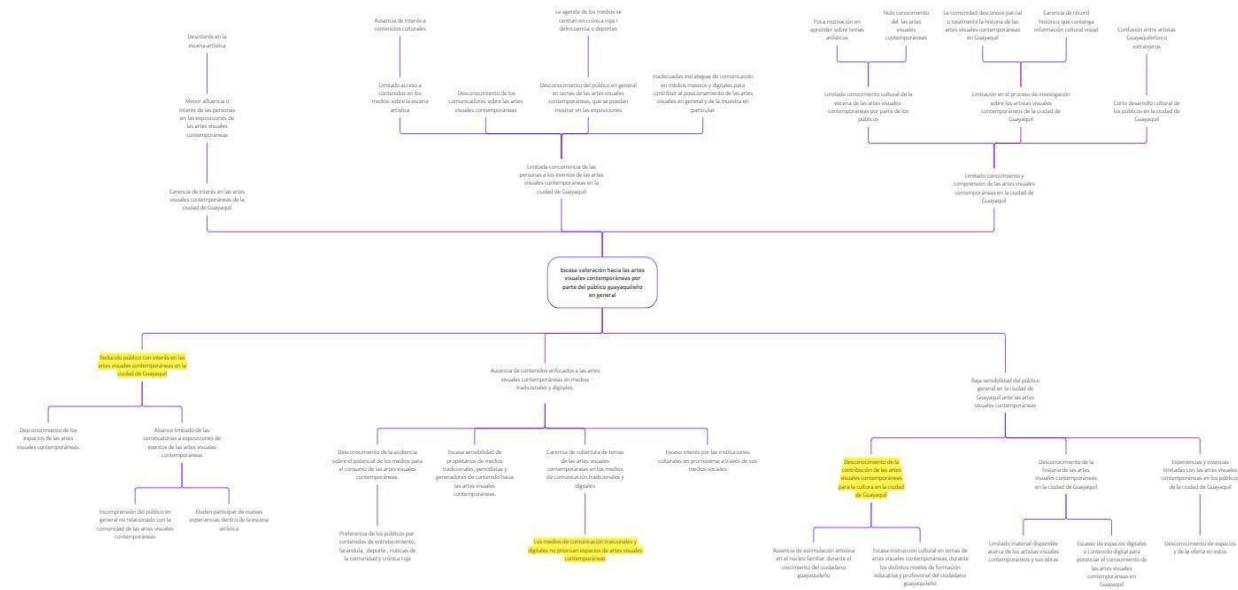 Desinterés en la
escena artística
Menor afluencia o
interés de las personas
en las exposiciones de
las artes visuales
contemporáneas
Carencia de interés en las artes
visuales contemporáneas de la
ciudad de Guayaquil
Ausencia de interés a
contenidos culturales
Limitado acceso a
contenidos en los
medios sobre la escena
artística
Desconocimiento de los
comunicadores sobre las artes
visuales contemporáneas
La agenda de los medios se
centran en crónica roja /
delincuencia o deportes
Desconocimiento del público en general
en temas de las artes visuales
contemporáneas, que se puedan
mostrar en las exposiciones
Inadecuadas estrategias de comunicación
en medios masivos y digitales para
contribuir al posicionamiento de las artes
visuales en general y de la muestra en
particular
Limitada concurrencia de las
personas a los eventos de las artes
visuales contemporáneas en la
ciudad de Guayaquil
Poca motivación en
aprender sobre temas
artísticos
Nulo conocimiento
del las artes
visuales
contemporáneas
Limitado conocimiento cultural de la
escena de las artes visuales
contemporáneas por parte de los
públicos
La comunidad desconoce parcial
o totalmente la historia de las
artes visuales contemporáneas
en Guayaquil
Carencia de récord
histórico que contenga
información cultural visual
Limitación en el proceso de investigación
sobre los artistas visuales
contemporáneos de la ciudad de
Guayaquil
Confusión entre artistas
Guayaquileños o
extranjeros
Corto desarrollo cultural de
los públicos en la ciudad de
Guayaquil
Limitado conocimiento y
comprensión de las artes visuales
contemporáneas en la ciudad de
Guayaquil
Escasa valoración hacia las artes
visuales contemporáneas por
parte del público guayaquileño
en general
Reducido público con interés en las
artes visuales contemporáneas en la
ciudad de Guayaquil
Desconocimiento de los
espacios de las artes
visuales contemporáneas.
Alcance limitado de las
convocatorias a exposiciones de
eventos de las artes visuales
contemporáneas
Incomprensión del público en
general no relacionado con la
comunidad de las artes visuales
contemporáneas
Eluden participar de nuevas
experiencias dentro de la escena
artística
Ausencia de contenidos enfocados a las artes
visuales contemporáneas en medios
tradicionales y digitales.
Desconocimiento de la audiencia
sobre el potencial de los medios para
el consumo de las artes visuales
contemporáneas.
Preferencia de los públicos por
contenidos de entretenimiento,
farándula, deporte, noticias de
la comunidad y crónica roja
Escasa sensibilidad de
propietarios de medios
tradicionales, periodistas y
generadores de contenido hacia
las artes visuales
contemporáneas.
Carencia de cobertura de temas
de las artes visuales
contemporáneas en los medios
de comunicación tradicionales y
digitales
Los medios de comunicación tradicionales y
digitales no priorizan espacios de artes visuales
contemporáneas
Escaso interés por las instituciones
culturales en promoverse a través de sus
medios sociales
Baja sensibilidad del público
general en la ciudad de
Guayaquil ante las artes
visuales contemporáneas
Desconocimiento de la
contribución de las artes
visuales contemporáneas
para la cultura en la ciudad
de Guayaquil
Ausencia de estimulación artística
en el núcleo familiar durante el
crecimiento del ciudadano
guayaquileño
Escasa instrucción cultural en temas de
artes visuales contemporáneas, durante
los distintos niveles de formación
educativa y profesional del ciudadano
guayaquileño
Desconocimiento de la
historia de las artes
visuales contemporáneas
en la ciudad de Guayaquil
Limitado material disponible
acerca de los artistas visuales
contemporáneos y sus obras
Escasez de espacios digitales
o contenido digital para
potenciar el conocimiento de
las artes visuales
contemporáneas en
Guayaquil
Experiencias y vivencias
limitadas con las artes visuales
contemporáneas en los públicos
de la ciudad de Guayaquil
Desconocimiento de espacios
y de la oferta en estos